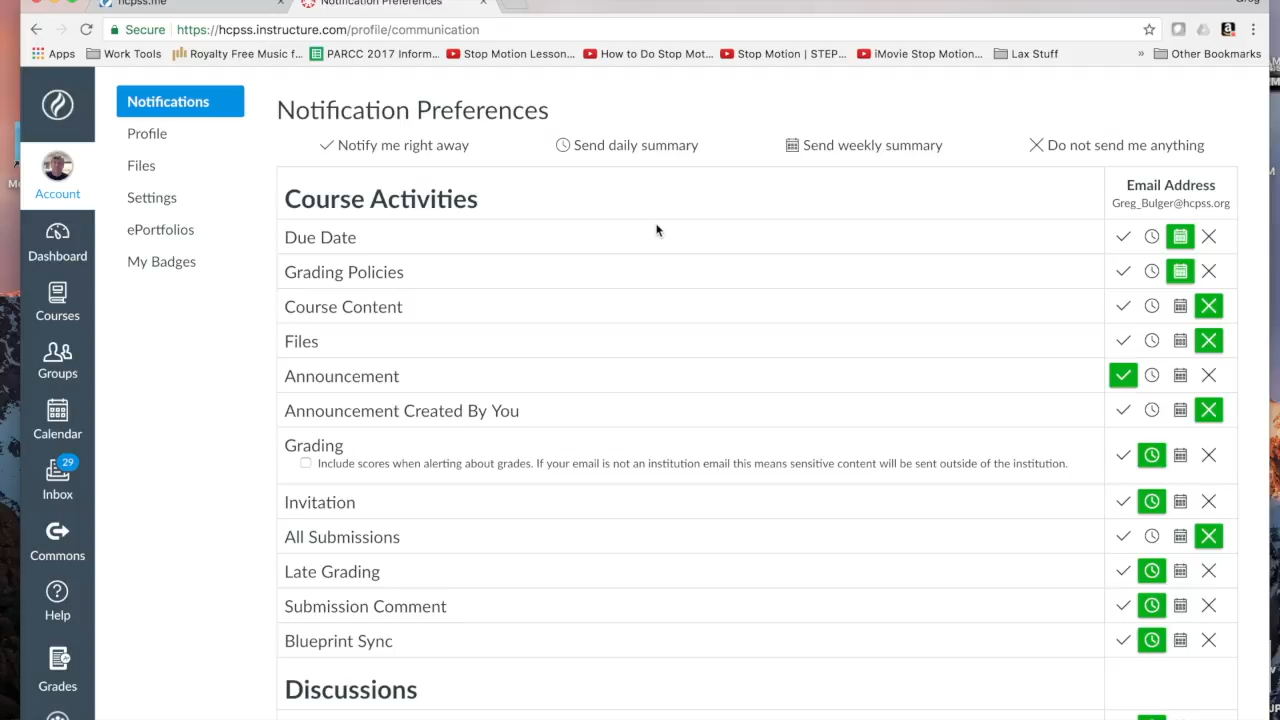 hcpss.me
Notification Preferences
Greg
Secure https://hcpss.instructure.com/profile/communication
Apps Work Tools Royalty Free Music f... PARCC 2017 Inform... Stop Motion Lesson... How to Do Stop Mot... Stop Motion | STEP... iMovie Stop Motion... Lax Stuff » Other Bookmarks
Account
Dashboard
Courses
Groups
Calendar
29
Inbox
Commons
Help
Grades
Notifications
Profile
Files
Settings
ePortfolios
My Badges
Notification Preferences
Notify me right away Send daily summary Send weekly summary Do not send me anything
Course Activities
Email Address
Greg_Bulger@hcpss.org
Due Date
Grading Policies
Course Content
Files
Announcement
Announcement Created By You
Grading
Include scores when alerting about grades. If your email is not an institution email this means sensitive content will be sent outside of the institution.
Invitation
All Submissions
Late Grading
Submission Comment
Blueprint Sync
Discussions